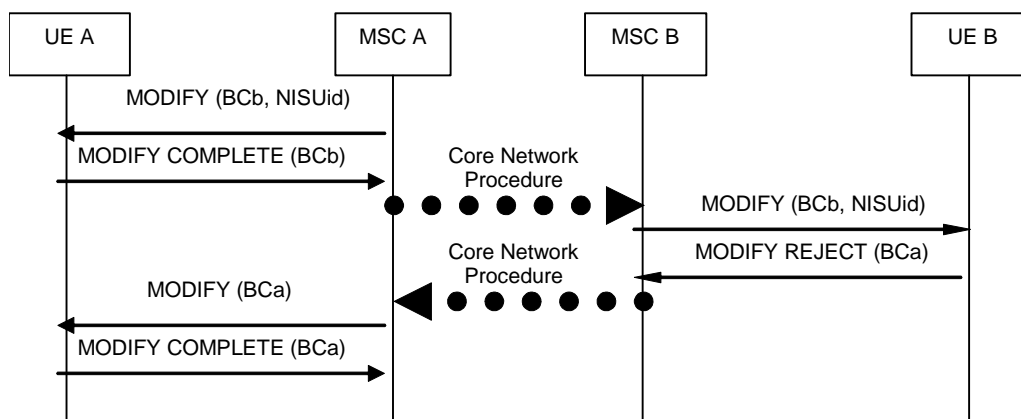 UE A
MSC A
MSC B
UE B
MODIFY (BCb, NISUid)
MODIFY COMPLETE (BCb)
Core Network
Procedure
MODIFY (BCb, NISUid)
MODIFY REJECT (BCa)
Core Network
Procedure
MODIFY (BCa)
MODIFY COMPLETE (BCa)